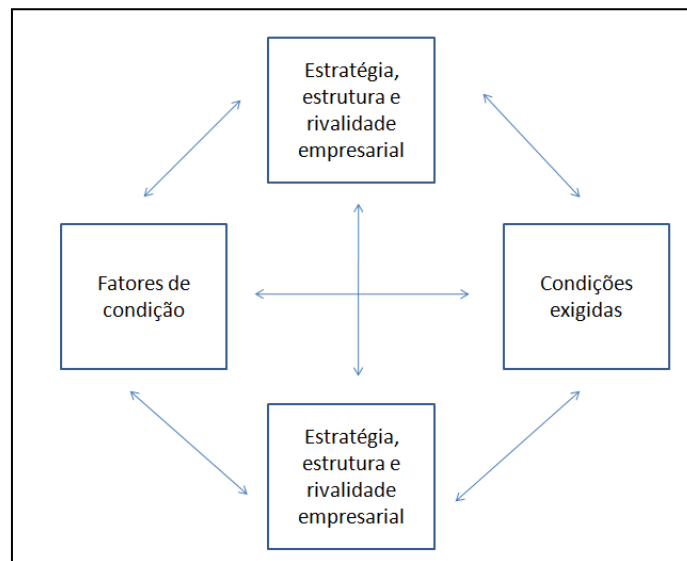 Estratégia,
estrutura e
rivalidade
empresarial
Fatores de
condição
Condições
exigidas
Estratégia,
estrutura e
rivalidade
empresarial